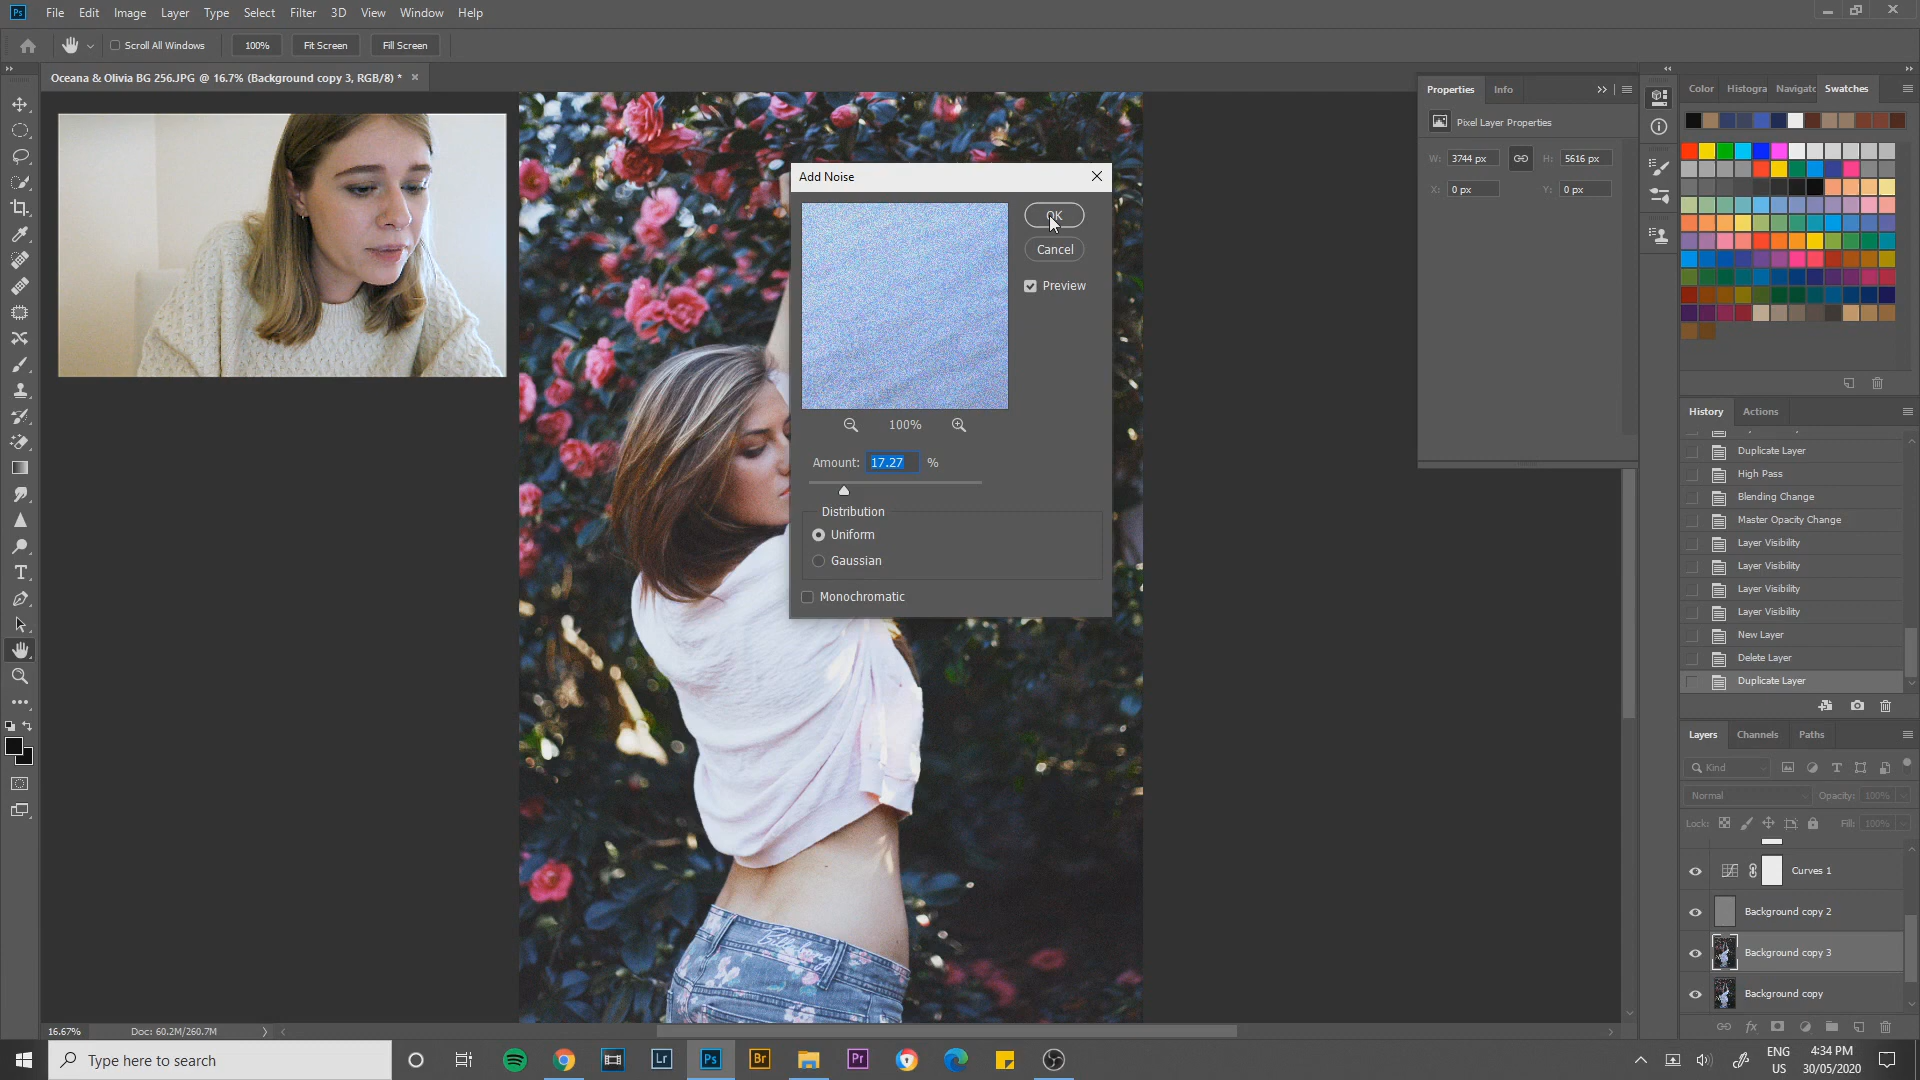 Ps File Edit Image Layer Type Select Filter 3D View Window Help
Scroll All Windows 100% Fit Screen Fill Screen
Oceana & Olivia BG 256.JPG @ 16.7% (Background copy 3, RGB/8) * ×
Properties Info
Pixel Layer Properties
W: 3744 px H: 5616 px
X: 0 px Y: 0 px
Color Histogra Navigato Swatches
Add Noise
OK
Cancel
Preview
100%
Amount: 17.27 %
Distribution
Uniform
Gaussian
Monochromatic
Billabong
History Actions
Duplicate Layer
High Pass
Blending Change
Master Opacity Change
Layer Visibility
Layer Visibility
Layer Visibility
Layer Visibility
New Layer
Delete Layer
Duplicate Layer
Layers Channels Paths
Kind
Normal Opacity: 100%
Lock: Fill: 100%
Curves 1
Background copy 2
Background copy 3
Background copy
16.67% Doc: 60.2M/260.7M
Type here to search
Lr Ps Br Pr
ENG
US
4:34 PM
30/05/2020